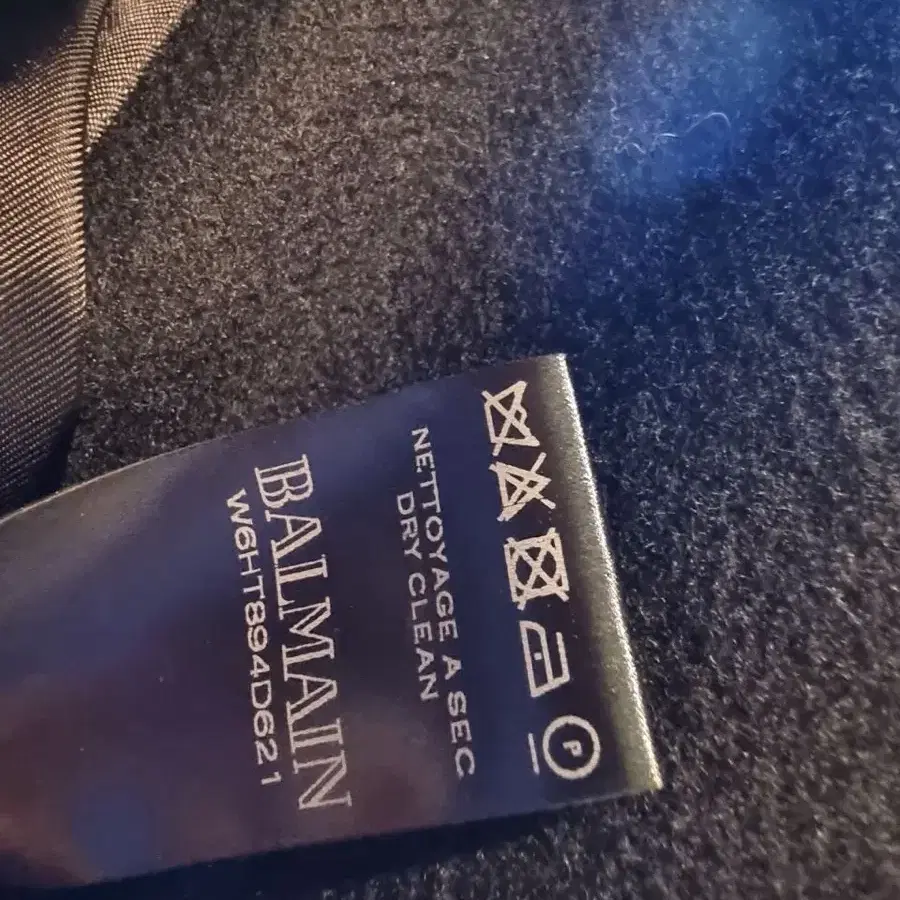 BALMAIN
W6HT894D621
NETTOYAGE A SEC
DRY CLEAN
P